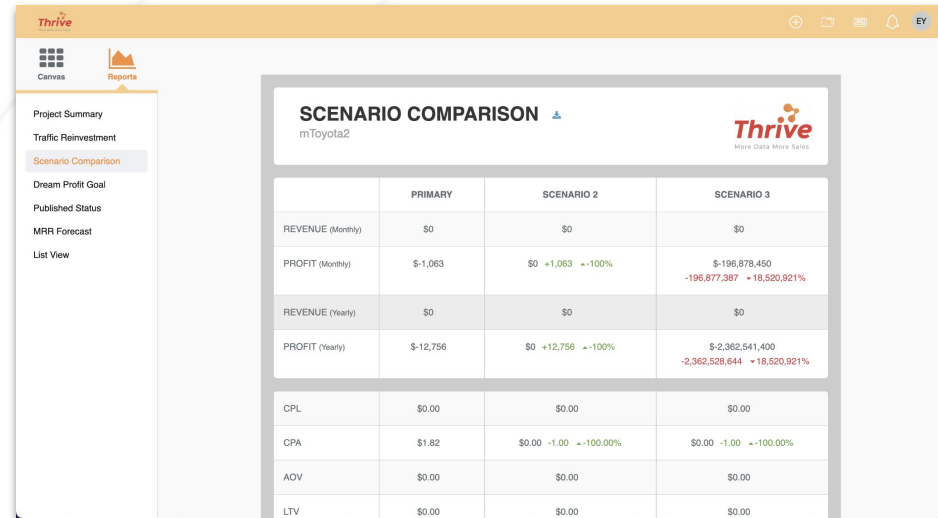 Thrive
EY
Canvas
Reports
Project Summary
Traffic Reinvestment
Scenario Comparison
Dream Profit Goal
Published Status
MRR Forecast
List View
SCENARIO COMPARISON
mToyota2
Thrive
More Data More Sales
PRIMARY SCENARIO 2 SCENARIO 3
REVENUE (Monthly) $0 $0 $0
PROFIT (Monthly) $-1,063 $0 +1,063 -100% $-196,878,450
-196,877,387 18,520,921%
REVENUE (Yearly) $0 $0 $0
PROFIT (Yearly) $-12,756 $0 +12,756 -100% $-2,362,541,400
-2,362,528,644 18,520,921%
CPL $0.00 $0.00 $0.00
CPA $1.82 $0.00 -1.00 -100.00% $0.00 -1.00 -100.00%
AOV $0.00 $0.00 $0.00
LTV $0.00 $0.00 $0.00